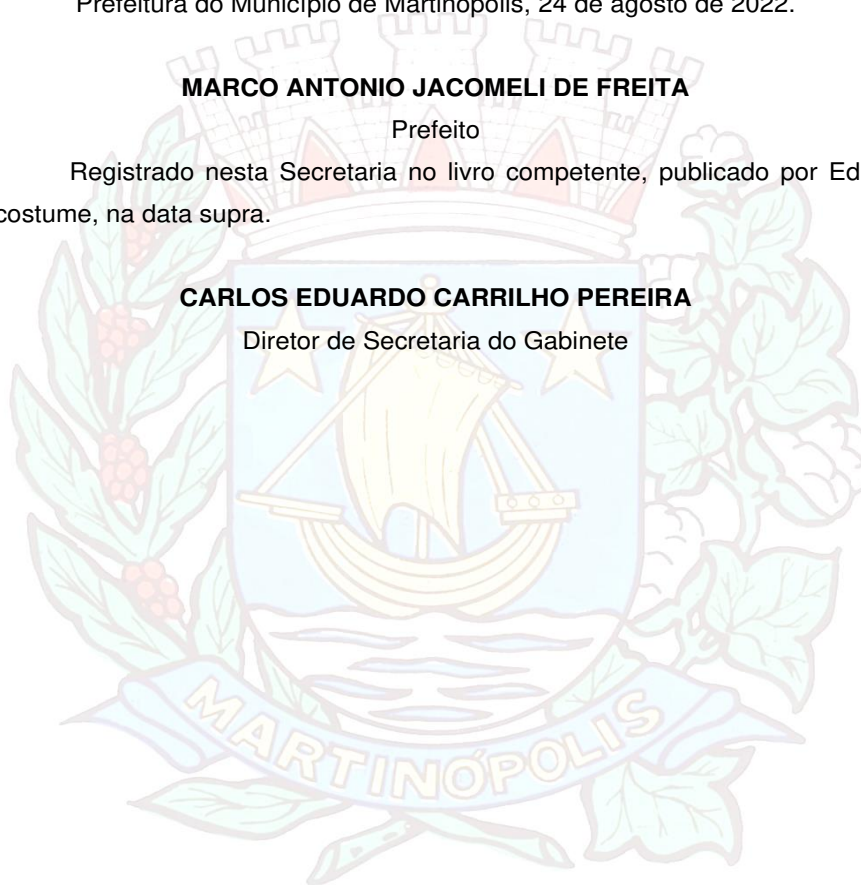 Prefeitura do Município de Martinópolis, 24 de agosto de 2022.
MARCO ANTONIO JACOMELI DE FREITA
Prefeito
Registrado nesta Secretaria no livro competente, publicado por Ed
costume, na data supra.
CARLOS EDUARDO CARRILHO PEREIRA
Diretor de Secretaria do Gabinete
MARTINÓPOLIS